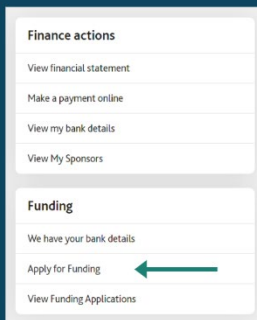 Finance actions
View financial statement
Make a payment online
View my bank details
View My Sponsors
Funding
We have your bank details
Apply for Funding
View Funding Applications